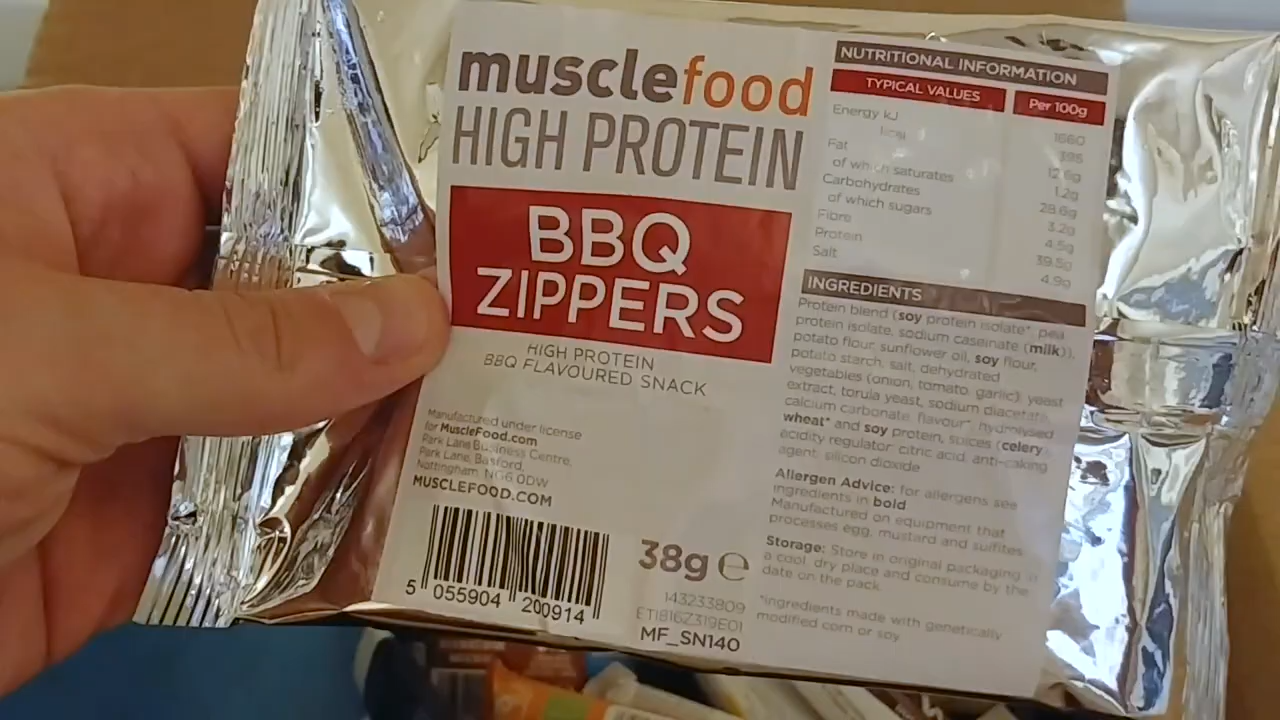 musclefood
HIGH PROTEIN
BBQ
ZIPPERS
HIGH PROTEIN
BBQ FLAVOURED SNACK
Manufactured under license
for MuscleFood.com
Park Lane Business Centre,
Park Lane, Basford,
Nottingham, NG6 0DW
MUSCLEFOOD.COM
5 055904 200914
38g e
143233809
ET1816Z319E01
MF_SN140
NUTRITIONAL INFORMATION
TYPICAL VALUES Per 100g
Energy kJ 1660
kcal 395
Fat 12.6g
of which saturates 1.2g
Carbohydrates 28.6g
of which sugars 3.2g
Fibre 4.5g
Protein 39.5g
Salt 4.9g
INGREDIENTS
Protein blend (soy protein isolate*, pea
protein isolate, sodium caseinate (milk)),
potato flour, sunflower oil, soy flour,
potato starch, salt, dehydrated
vegetables (onion, tomato, garlic), yeast
extract, torula yeast, sodium diacetate,
calcium carbonate, flavour*, hydrolysed
wheat* and soy protein, spices (celery),
acidity regulator: citric acid, anti-caking
agent: silicon dioxide
Allergen Advice: for allergens see
ingredients in bold
Manufactured on equipment that
processes egg, mustard and sulfites
Storage: Store in original packaging in
a cool, dry place and consume by the
date on the pack.
*ingredients made with genetically
modified corn or soy